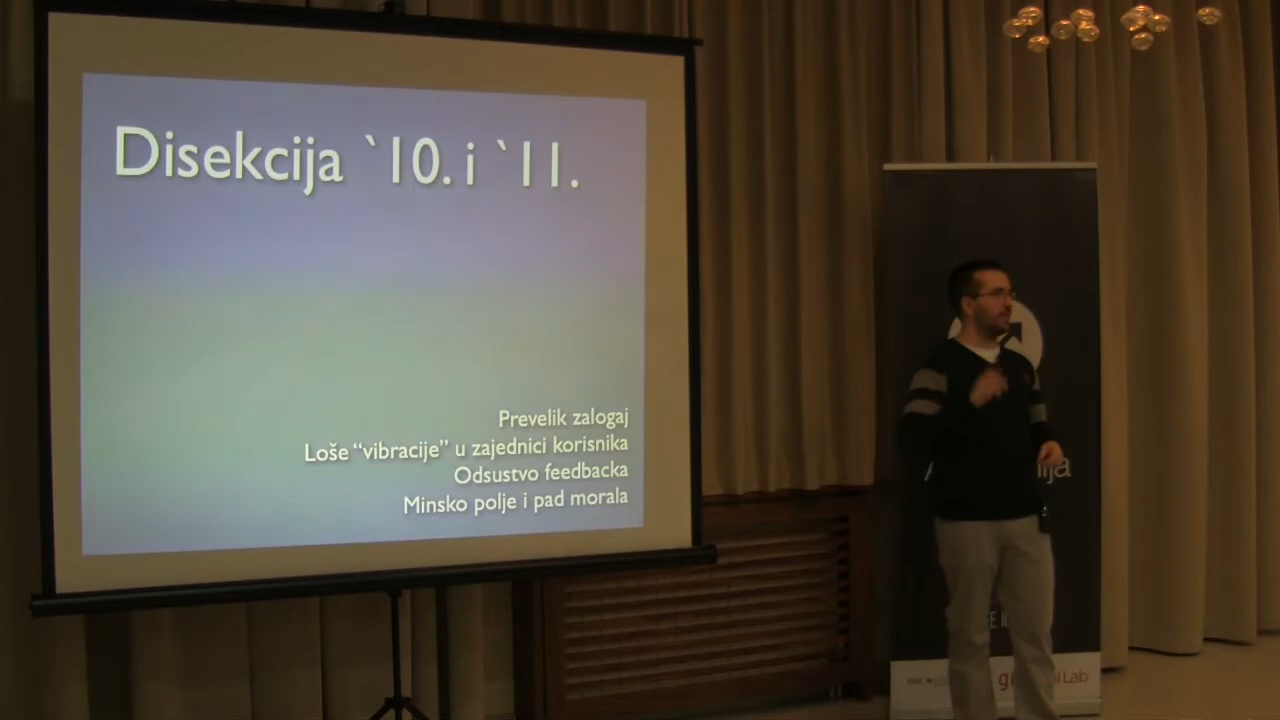 Disekcija `10. i `11.
Prevelik zalogaj
Loše “vibracije” u zajednici korisnika
Odsustvo feedbacka
Minsko polje i pad morala